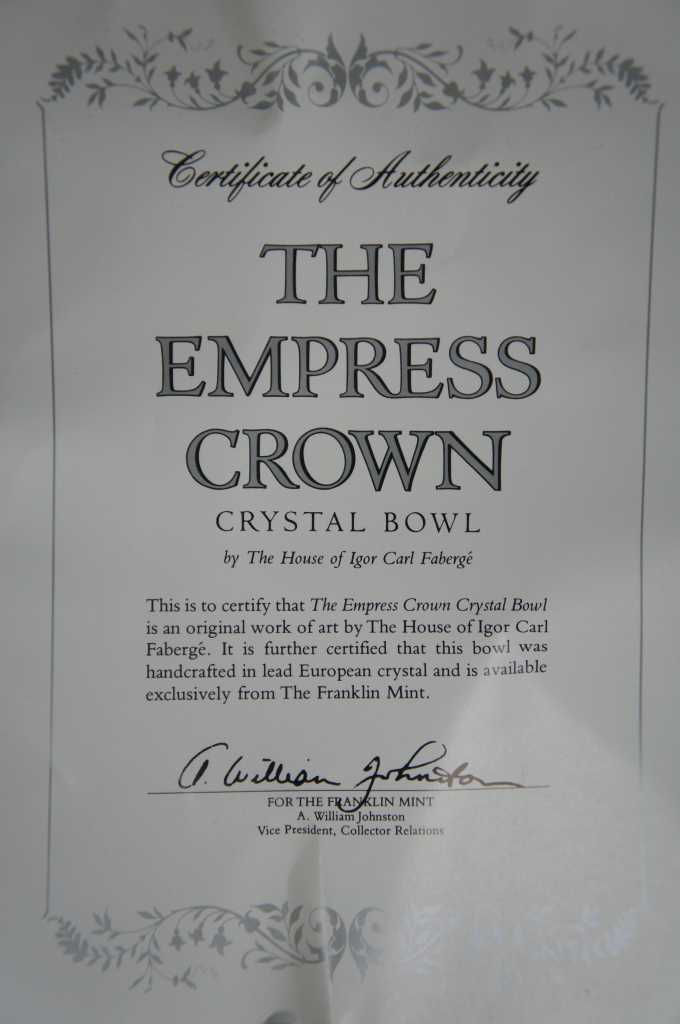 Certificate of Authenticity
THE
EMPRESS
CROWN
CRYSTAL BOWL
by The House of Igor Carl Fabergé
This is to certify that The Empress Crown Crystal Bowl
is an original work of art by The House of Igor Carl
Fabergé. It is further certified that this bowl was
handcrafted in lead European crystal and is available
exclusively from The Franklin Mint.
A. William Johnston
FOR THE FRANKLIN MINT
A. William Johnston
Vice President, Collector Relations